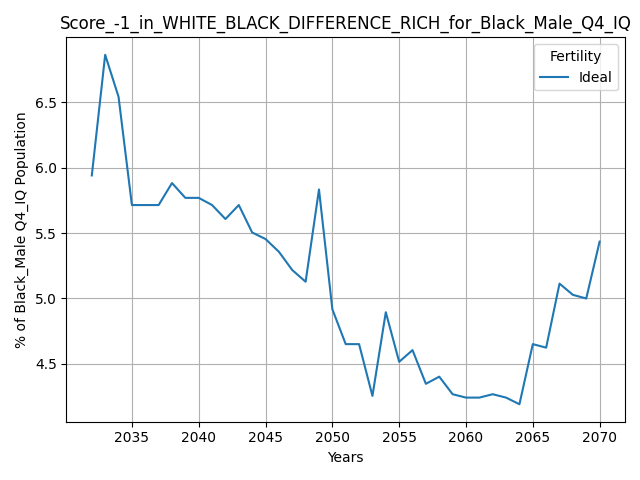 Score_-1_in_WHITE_BLACK_DIFFERENCE_RICH_for_Black_Male_Q4_IQ
Fertility
Ideal
% of Black_Male Q4_IQ Population
6.5
6.0
5.5
5.0
4.5
2035 2040 2045 2050 2055 2060 2065 2070
Years